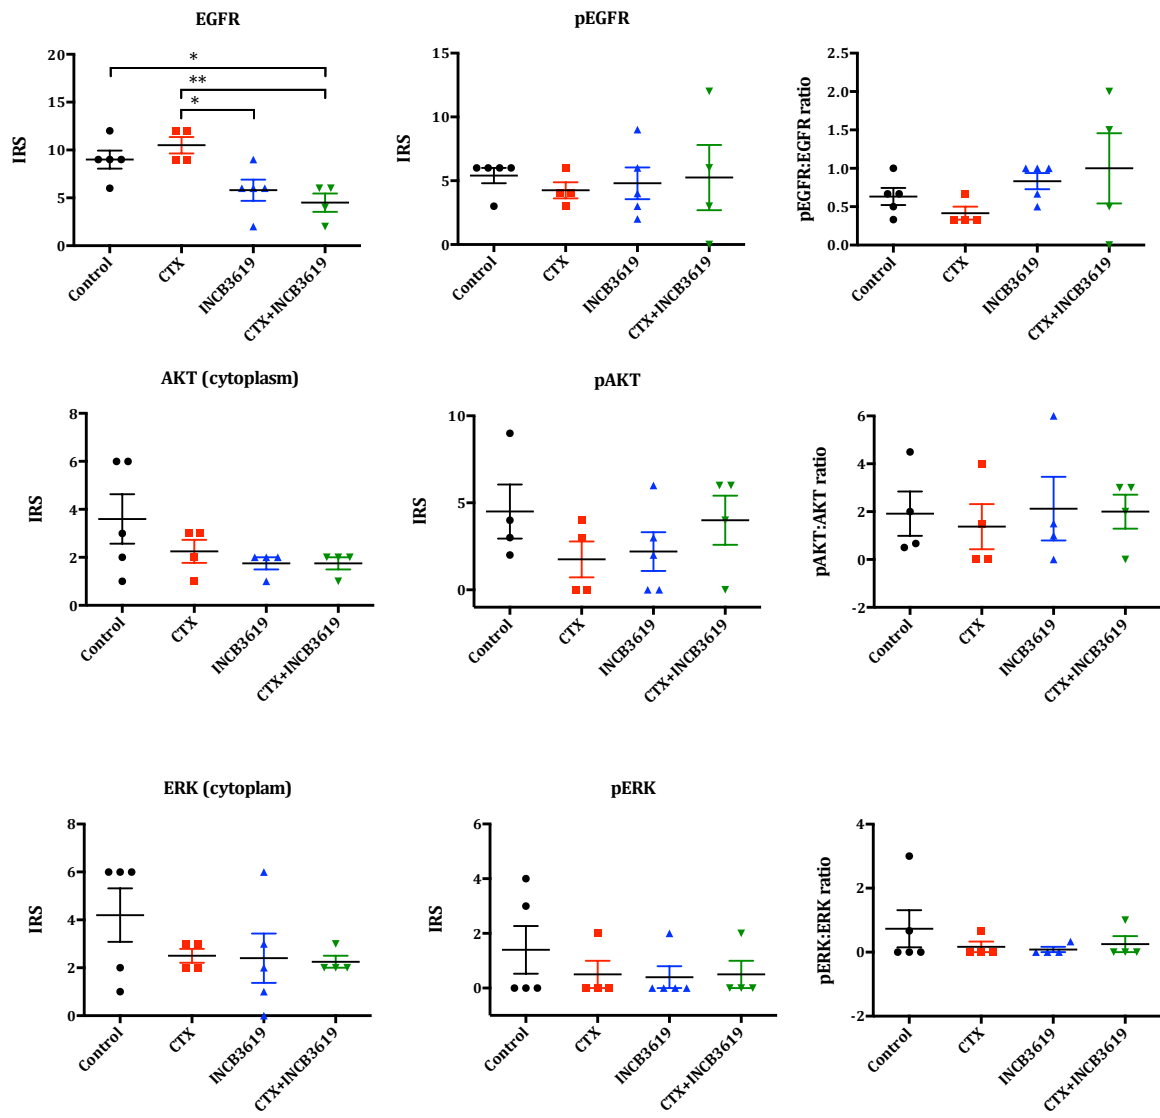 EGFR
IRS
20
15
10
5
0
*
**
*
Control
CTX
INCB3619
CTX+INCB3619
pEGFR
IRS
15
10
5
0
Control
CTX
INCB3619
CTX+INCB3619
pEGFR:EGFR ratio
2.5
2.0
1.5
1.0
0.5
0.0
Control
CTX
INCB3619
CTX+INCB3619
AKT (cytoplasm)
IRS
8
6
4
2
0
Control
CTX
INCB3619
CTX+INCB3619
pAKT
IRS
10
5
0
Control
CTX
INCB3619
CTX+INCB3619
pAKT:AKT ratio
6
4
2
0
-2
Control
CTX
INCB3619
CTX+INCB3619
ERK (cytoplam)
IRS
8
6
4
2
0
Control
CTX
INCB3619
CTX+INCB3619
pERK
IRS
6
4
2
0
Control
CTX
INCB3619
CTX+INCB3619
pERK:ERK ratio
4
2
0
-2
Control
CTX
INCB3619
CTX+INCB3619